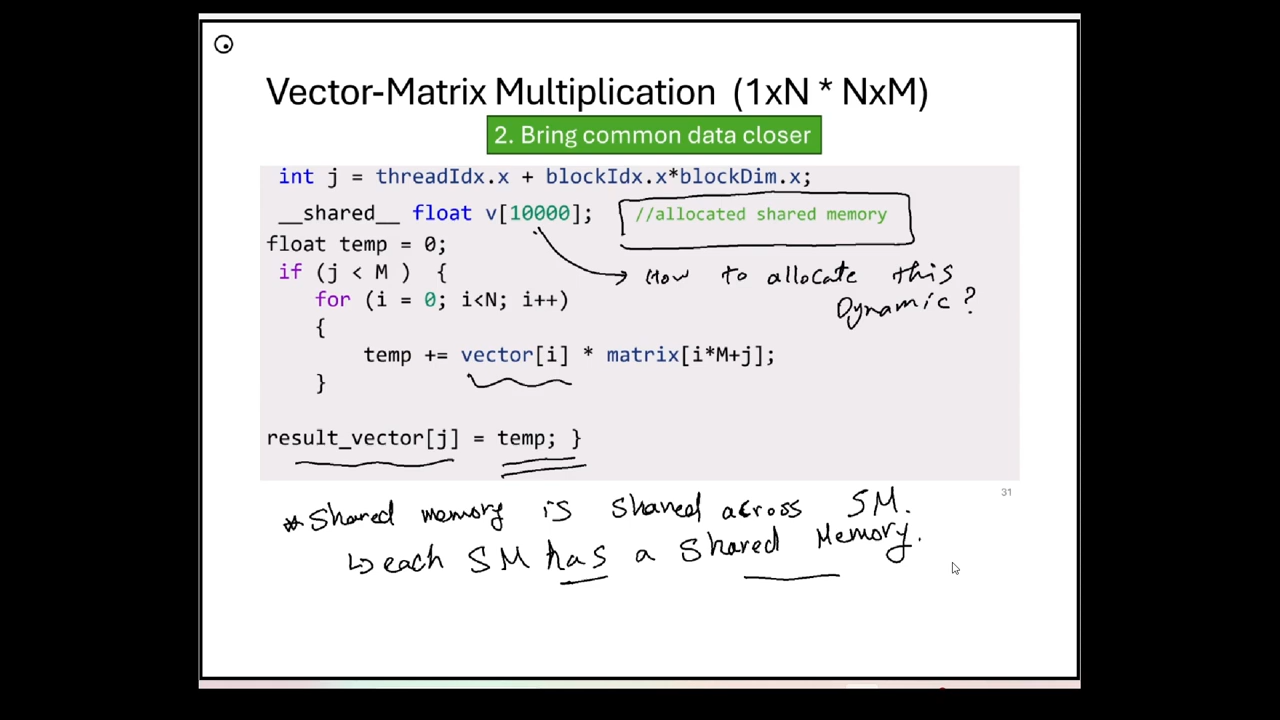 Vector-Matrix Multiplication (1xN * NxM)
2. Bring common data closer
int j = threadIdx.x + blockIdx.x*blockDim.x;
__shared__ float v[10000]; //allocated shared memory
float temp = 0;
if (j < M ) {
How to allocate this
for (i = 0; i<N; i++)
Dynamic?
{
temp += vector[i] * matrix[i*M+j];
}
result_vector[j] = temp; }
31
* Shared memory is shared across SM.
↳ each SM has a shared Memory.